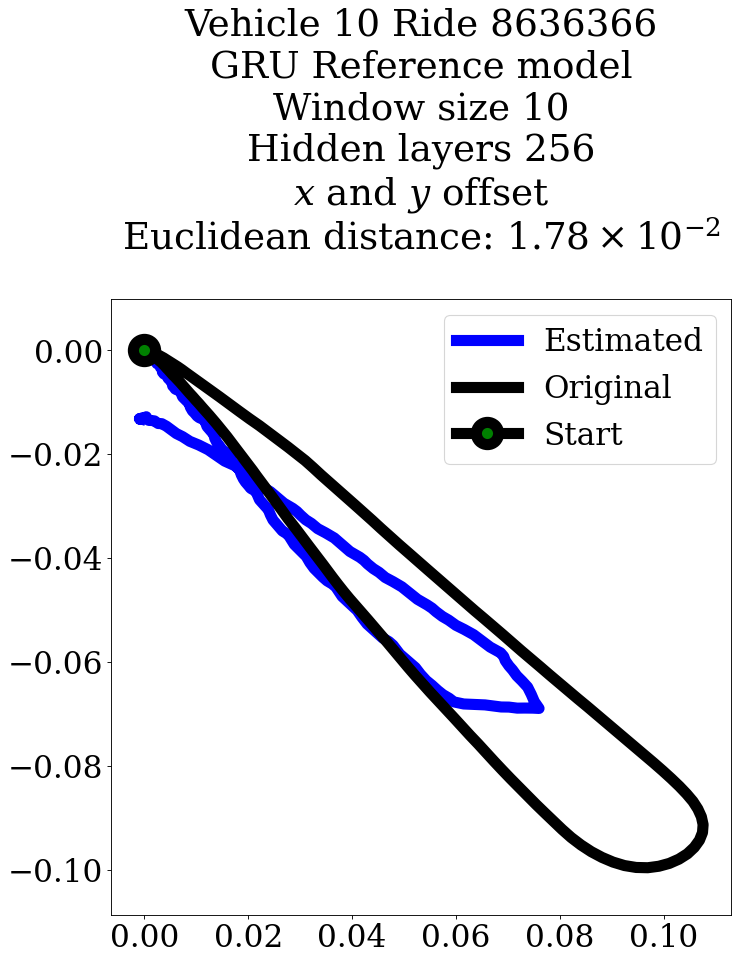 Vehicle 10 Ride 8636366
GRU Reference model
Window size 10
Hidden layers 256
x and y offset
Euclidean distance: 1.78 × 10⁻²
Estimated
Original
Start
0.00
−0.02
−0.04
−0.06
−0.08
−0.10
0.00 0.02 0.04 0.06 0.08 0.10